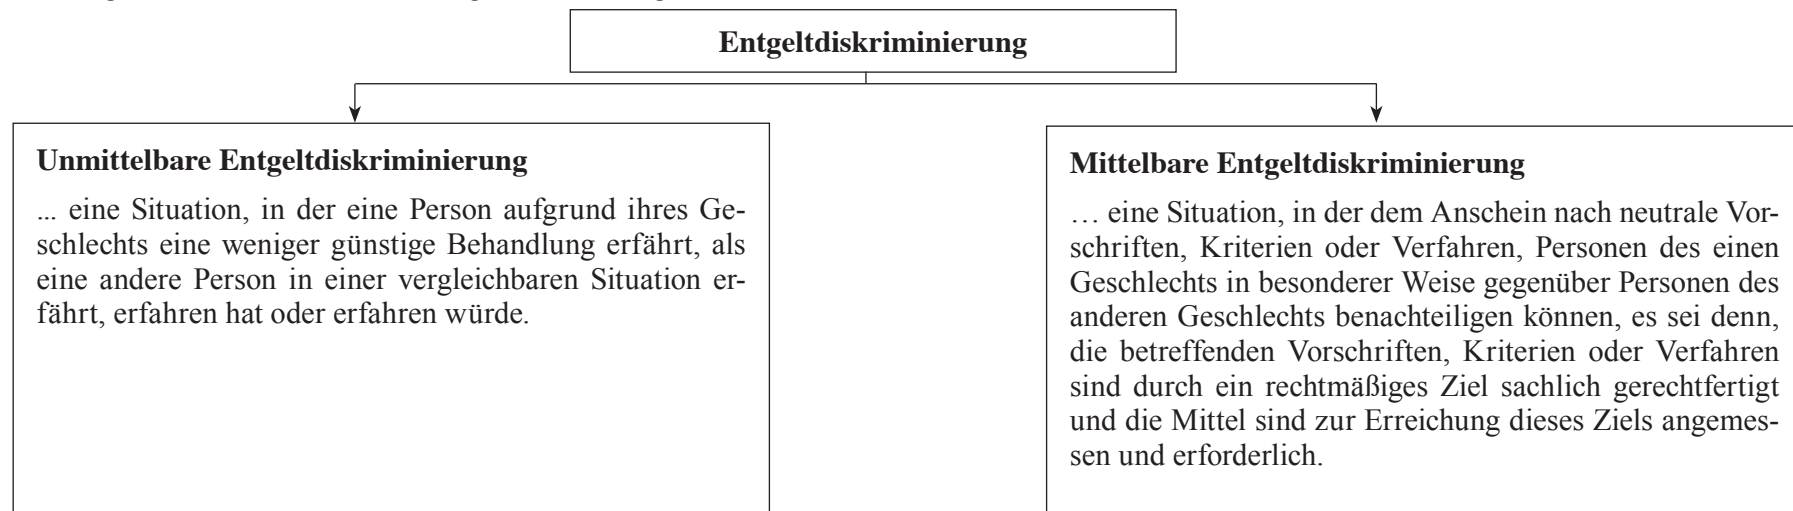 Entgeltdiskriminierung
Unmittelbare Entgeltdiskriminierung
... eine Situation, in der eine Person aufgrund ihres Ge-
schlechts eine weniger günstige Behandlung erfährt, als
eine andere Person in einer vergleichbaren Situation er-
fährt, erfahren hat oder erfahren würde.
Mittelbare Entgeltdiskriminierung
… eine Situation, in der dem Anschein nach neutrale Vor-
schriften, Kriterien oder Verfahren, Personen des einen
Geschlechts in besonderer Weise gegenüber Personen des
anderen Geschlechts benachteiligen können, es sei denn,
die betreffenden Vorschriften, Kriterien oder Verfahren
sind durch ein rechtmäßiges Ziel sachlich gerechtfertigt
und die Mittel sind zur Erreichung dieses Ziels angemes-
sen und erforderlich.